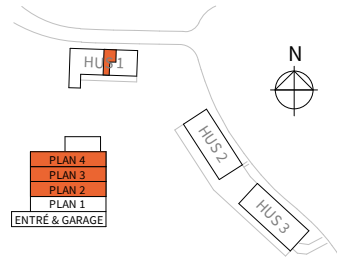 HUS 1
N
HUS 2
HUS 3
PLAN 4
PLAN 3
PLAN 2
PLAN 1
ENTRÉ & GARAGE